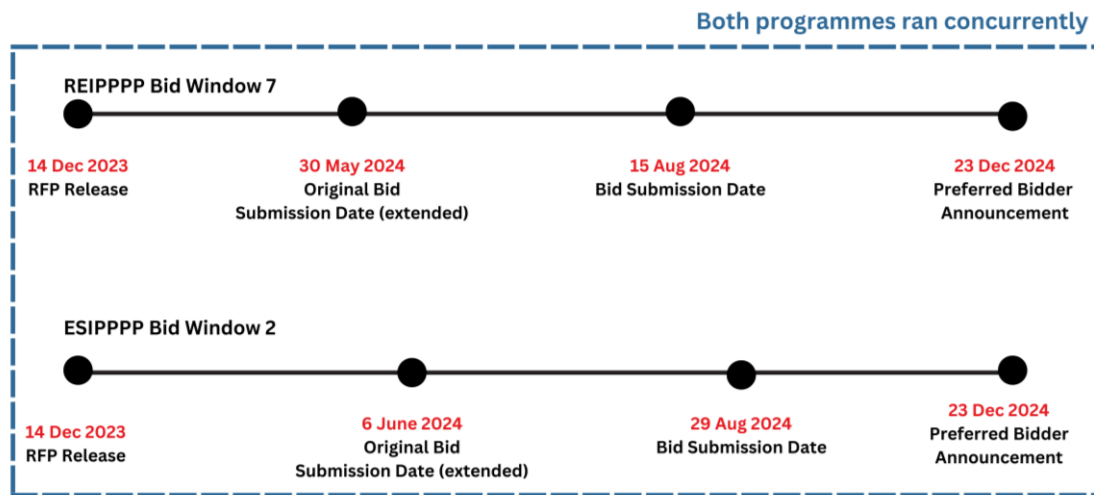 Both programmes ran concurrently
REIPPPP Bid Window 7
14 Dec 2023
RFP Release
30 May 2024
Original Bid
Submission Date (extended)
15 Aug 2024
Bid Submission Date
23 Dec 2024
Preferred Bidder
Announcement
ESIPPPP Bid Window 2
14 Dec 2023
RFP Release
6 June 2024
Original Bid
Submission Date (extended)
29 Aug 2024
Bid Submission Date
23 Dec 2024
Preferred Bidder
Announcement